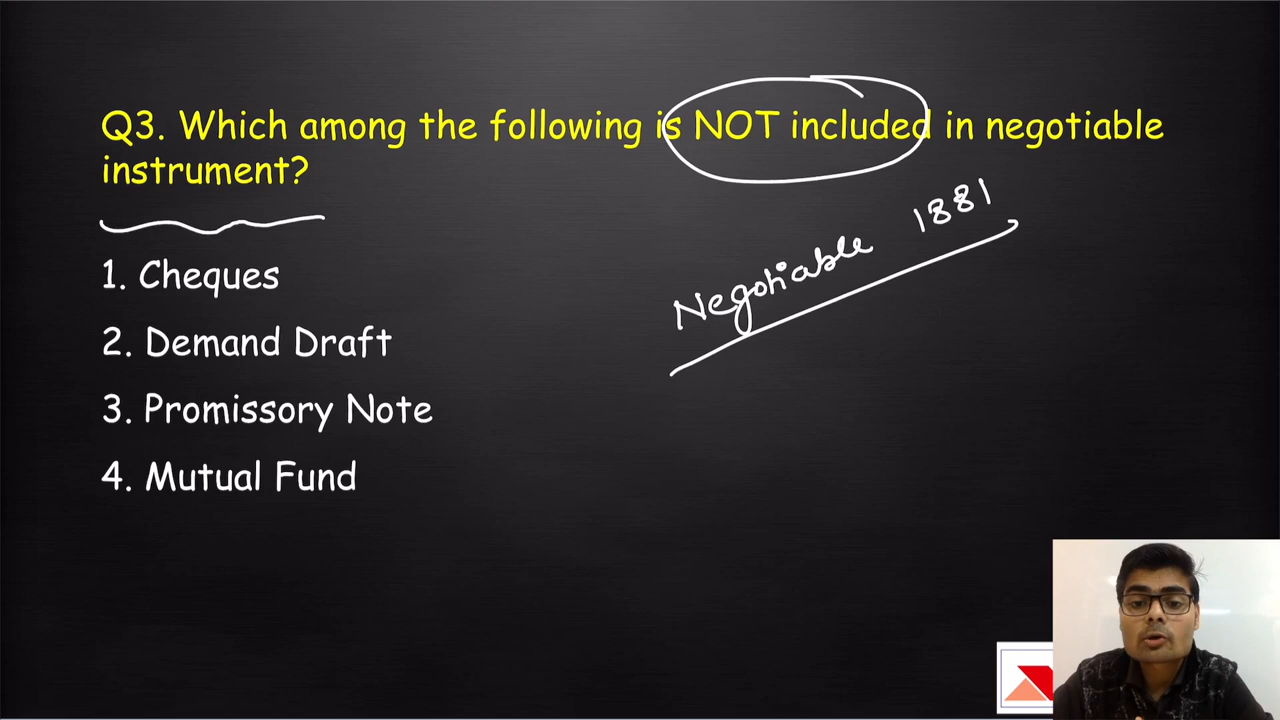 Q3. Which among the following is NOT included in negotiable
instrument?
Negotiable 1881
1. Cheques
2. Demand Draft
3. Promissory Note
4. Mutual Fund